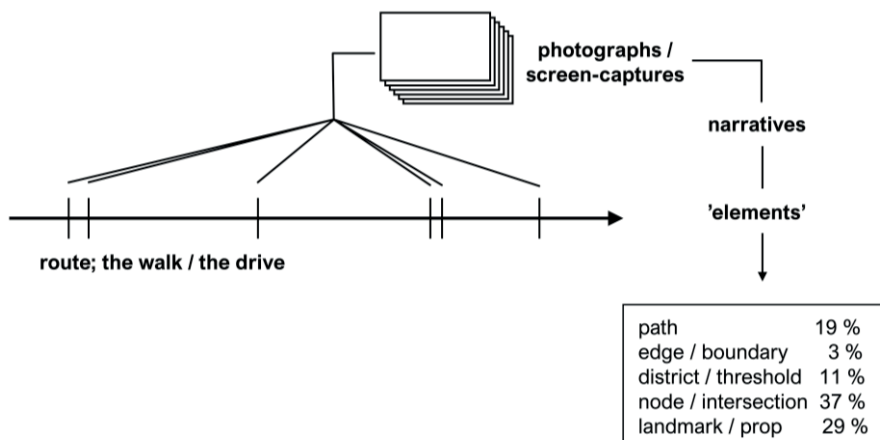 photographs /
screen-captures
narratives
'elements'
route; the walk / the drive
path 19 %
edge / boundary 3 %
district / threshold 11 %
node / intersection 37 %
landmark / prop 29 %